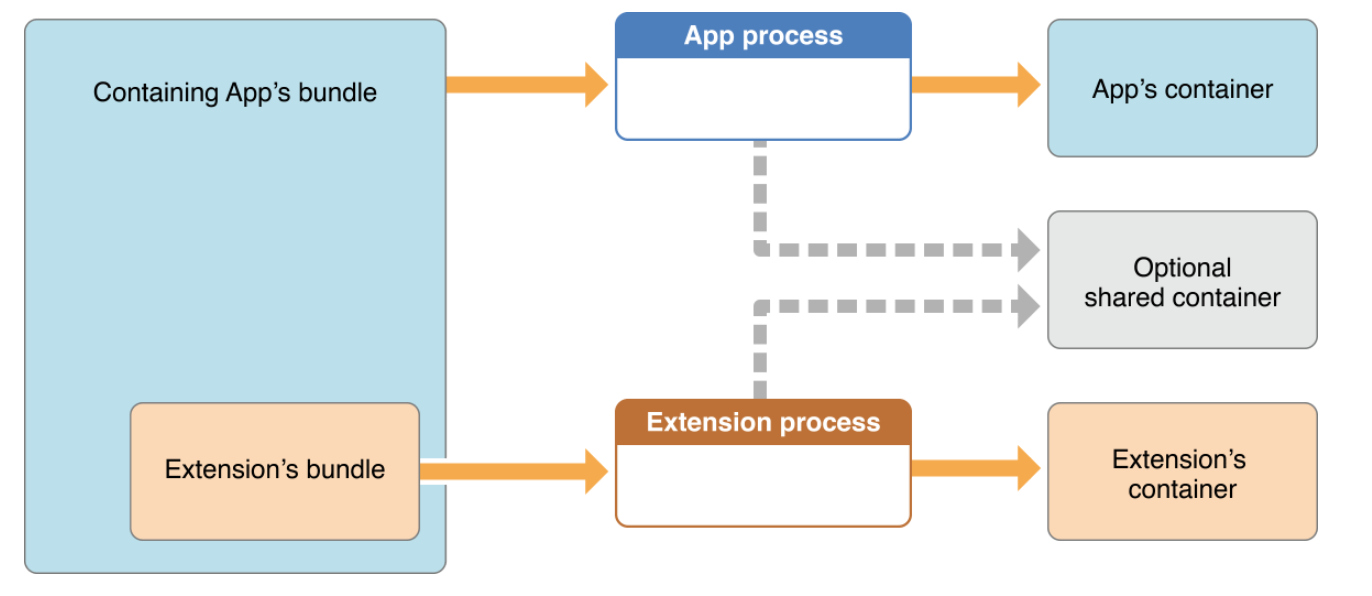 Containing App’s bundle
App process
App’s container
Optional
shared container
Extension’s bundle
Extension process
Extension’s
container